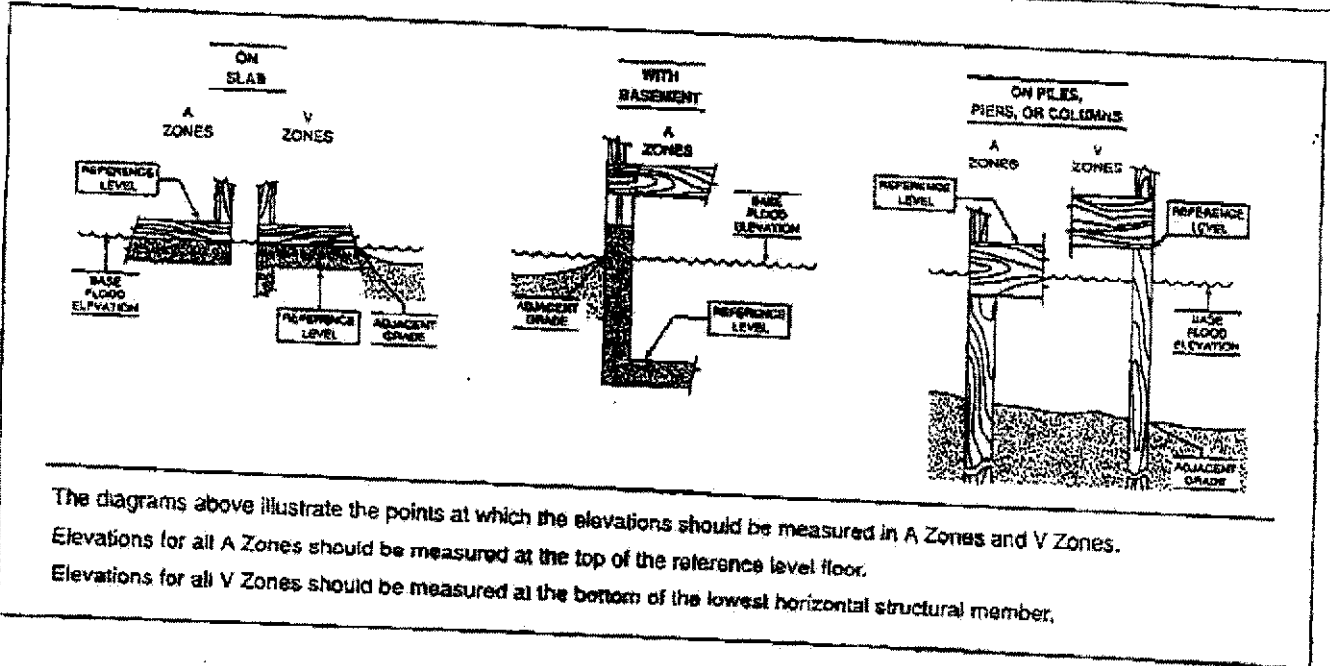 ON
SLAB
A
ZONES
V
ZONES
REFERENCE
LEVEL
BASE
FLOOD
ELEVATION
REFERENCE
LEVEL
ADJACENT
GRADE
WITH
BASEMENT
A
ZONES
BASE
FLOOD
ELEVATION
ADJACENT
GRADE
REFERENCE
LEVEL
ON PILES,
PIERS, OR COLUMNS
A
ZONES
V
ZONES
REFERENCE
LEVEL
REFERENCE
LEVEL
BASE
FLOOD
ELEVATION
ADJACENT
GRADE
The diagrams above illustrate the points at which the elevations should be measured in A Zones and V Zones.
Elevations for all A Zones should be measured at the top of the reference level floor.
Elevations for all V Zones should be measured at the bottom of the lowest horizontal structural member.